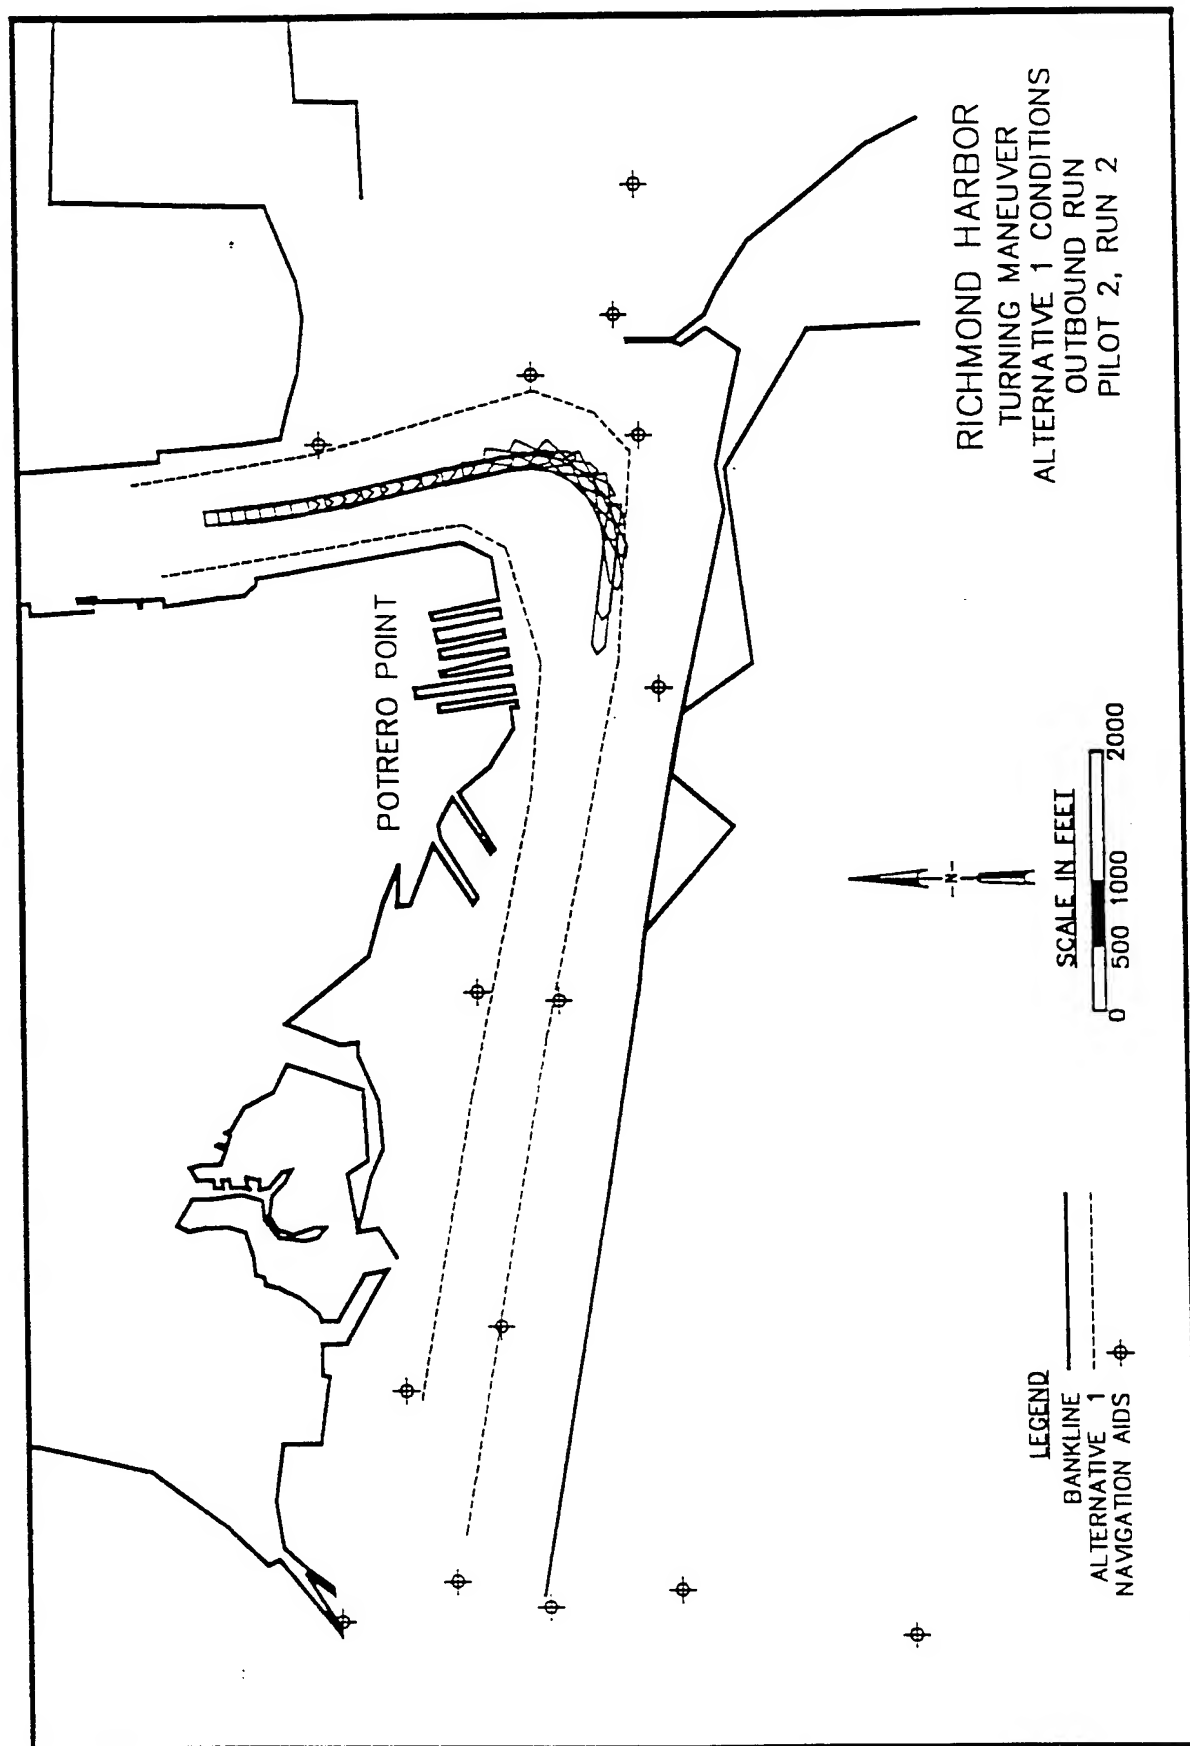 POTRERO POINT
RICHMOND HARBOR
TURNING MANEUVER
ALTERNATIVE 1 CONDITIONS
OUTBOUND RUN
PILOT 2, RUN 2
-N-
SCALE IN FEET
0 500 1000 2000
LEGEND
BANKLINE
ALTERNATIVE 1
NAVIGATION AIDS